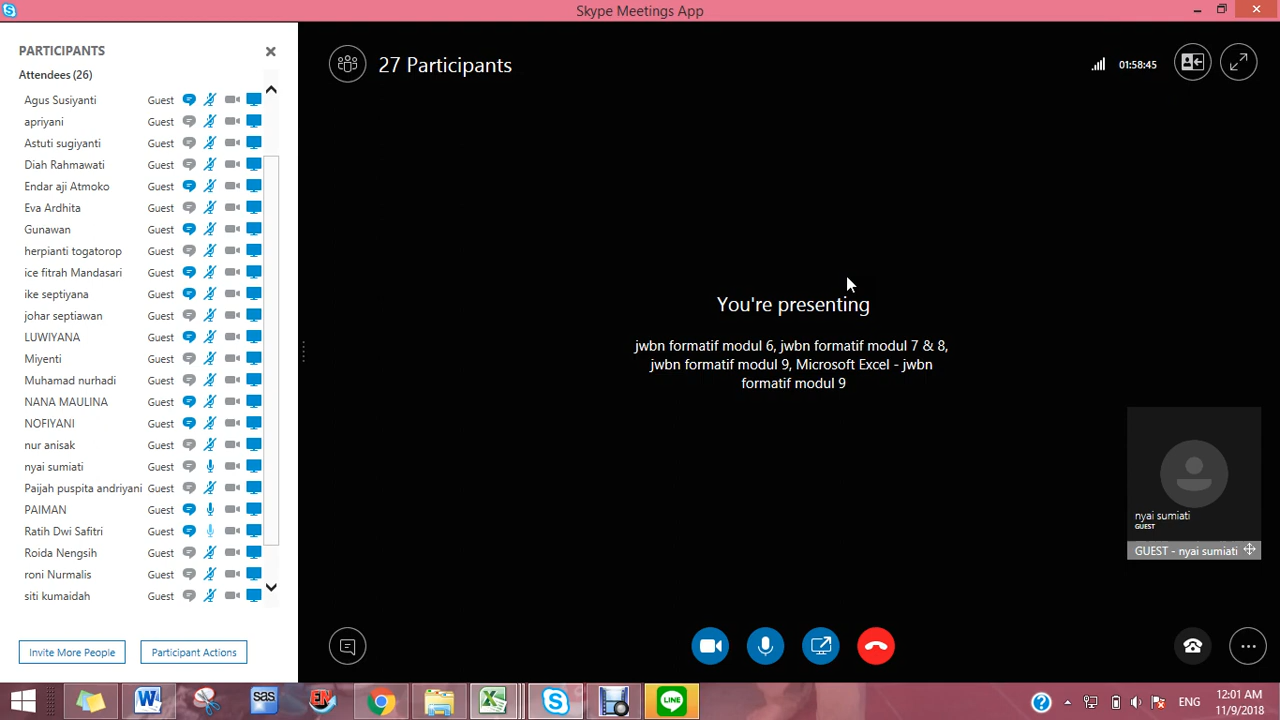 Skype Meetings App
PARTICIPANTS
Attendees (26)
Agus Susiyanti Guest
apriyani Guest
Astuti sugiyanti Guest
Diah Rahmawati Guest
Endar aji Atmoko Guest
Eva Ardhita Guest
Gunawan Guest
herpianti togatorop Guest
ice fitrah Mandasari Guest
ike septiyana Guest
johar septiawan Guest
LUWIYANA Guest
Miyenti Guest
Muhamad nurhadi Guest
NANA MAULINA Guest
NOFIYANI Guest
nur anisak Guest
nyai sumiati Guest
Paijah puspita andriyani Guest
PAIMAN Guest
Ratih Dwi Safitri Guest
Roida Nengsih Guest
roni Nurmalis Guest
siti kumaidah Guest
Invite More People
Participant Actions
27 Participants
01:58:45
You're presenting
jwbn formatif modul 6, jwbn formatif modul 7 & 8,
jwbn formatif modul 9, Microsoft Excel - jwbn
formatif modul 9
nyai sumiati
GUEST
GUEST - nyai sumiati
W
sas
EN
LINE
ENG
12:01 AM
11/9/2018